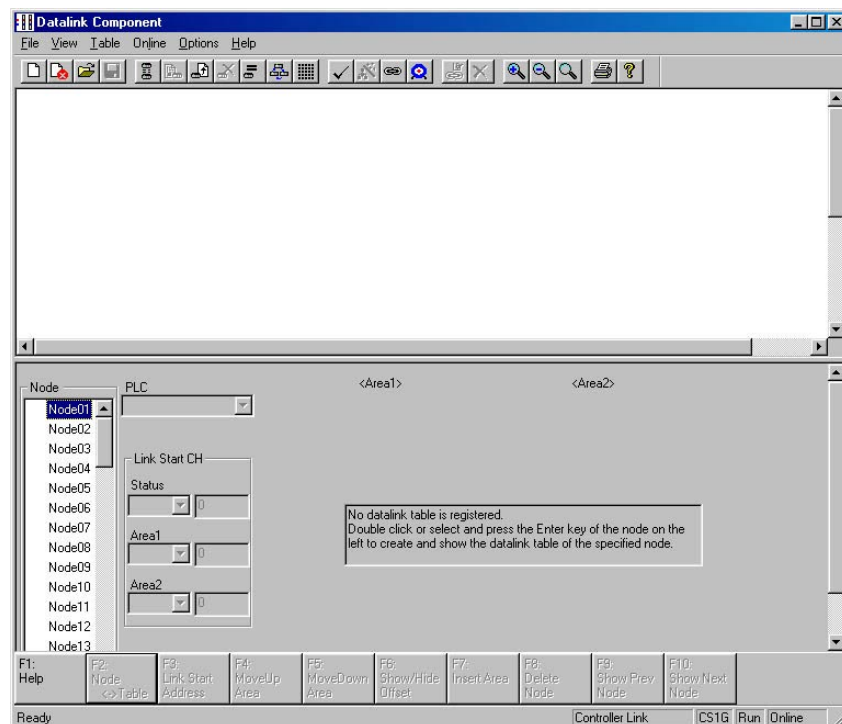 Datalink Component
File View Table Online Options Help
<Area1> <Area2>
Node
Node01
Node02
Node03
Node04
Node05
Node06
Node07
Node08
Node09
Node10
Node11
Node12
Node13
PLC
Link Start CH
Status
0
Area1
0
Area2
0
No datalink table is registered.
Double click or select and press the Enter key of the node on the
left to create and show the datalink table of the specified node.
F1:
Help
F2:
Node
<->Table
F3:
Link Start
Address
F4:
MoveUp
Area
F5:
MoveDown
Area
F6:
Show/Hide
Offset
F7:
Insert Area
F8:
Delete
Node
F9:
Show Prev
Node
F10:
Show Next
Node
Ready
Controller Link CS1G Run Online